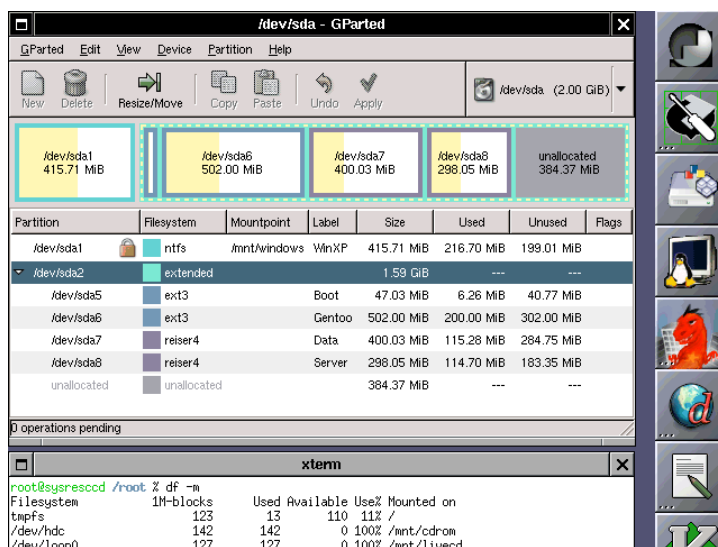 /dev/sda - GParted
GParted Edit View Device Partition Help
New Delete Resize/Move Copy Paste Undo Apply /dev/sda (2.00 GiB)
/dev/sda1 /dev/sda6 /dev/sda7 /dev/sda8 unallocated
415.71 MiB 502.00 MiB 400.03 MiB 298.05 MiB 384.37 MiB
Partition Filesystem Mountpoint Label Size Used Unused Flags
/dev/sda1 ntfs /mnt/windows WinXP 415.71 MiB 216.70 MiB 199.01 MiB
/dev/sda2 extended 1.59 GiB --- ---
/dev/sda5 ext3 Boot 47.03 MiB 6.26 MiB 40.77 MiB
/dev/sda6 ext3 Gentoo 502.00 MiB 200.00 MiB 302.00 MiB
/dev/sda7 reiser4 Data 400.03 MiB 115.28 MiB 284.75 MiB
/dev/sda8 reiser4 Server 298.05 MiB 114.70 MiB 183.35 MiB
unallocated unallocated 384.37 MiB --- ---
0 operations pending
xterm
root@sysresccd /root % df -m
Filesystem 1M-blocks Used Available Use% Mounted on
tmpfs 123 13 110 11% /
/dev/hdc 142 142 0 100% /mnt/cdrom
/dev/loop0 127 127 0 100% /mnt/livecd